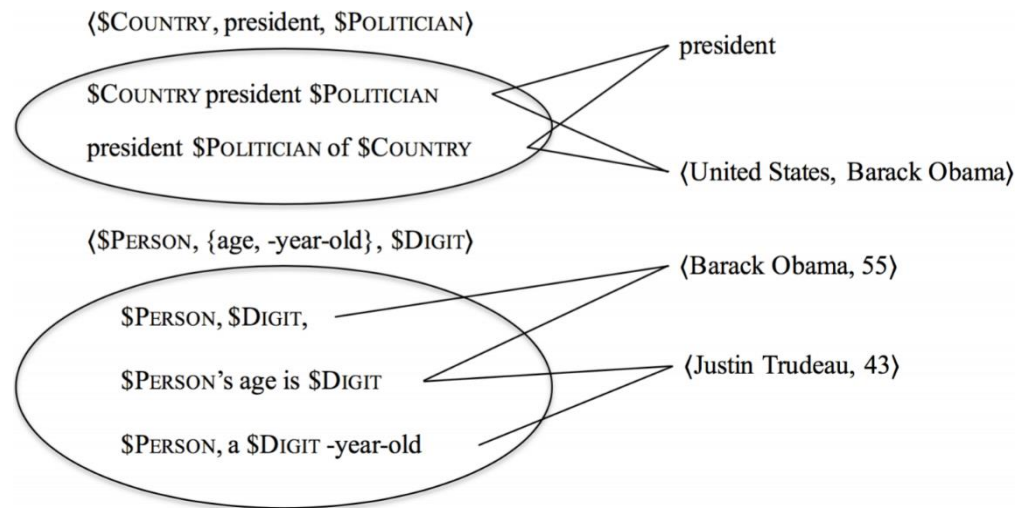 ⟨$COUNTRY, president, $POLITICIAN⟩
president
$COUNTRY president $POLITICIAN
president $POLITICIAN of $COUNTRY
⟨United States, Barack Obama⟩
⟨$PERSON, {age, -year-old}, $DIGIT⟩
⟨Barack Obama, 55⟩
$PERSON, $DIGIT,
⟨Justin Trudeau, 43⟩
$PERSON’s age is $DIGIT
$PERSON, a $DIGIT -year-old